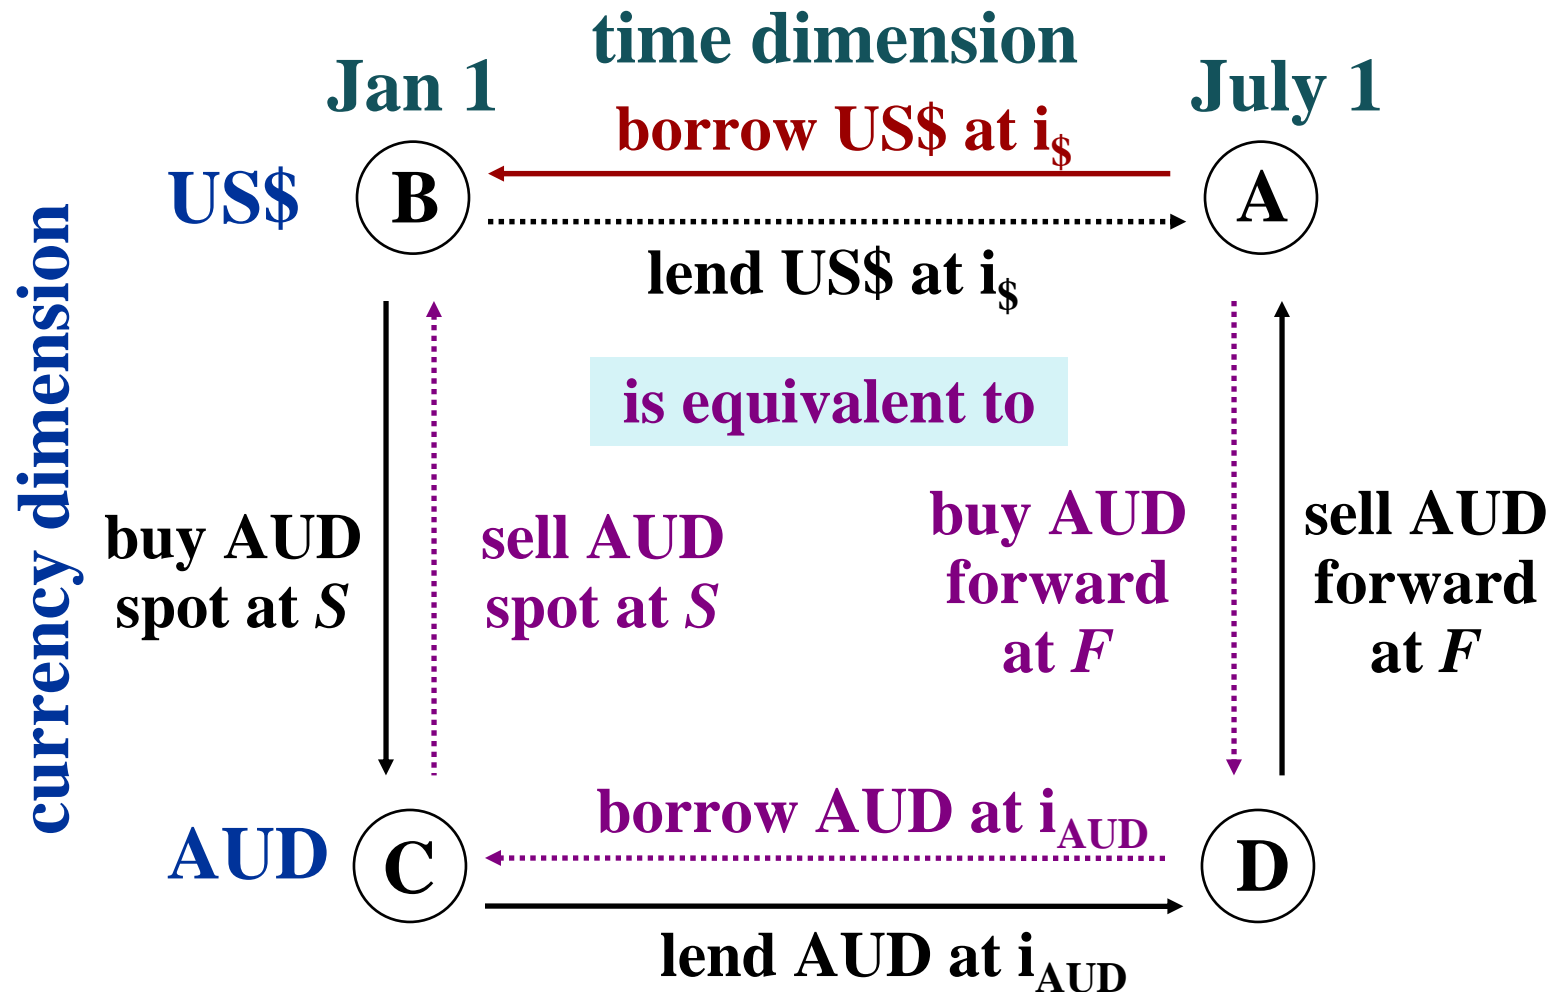 time dimension
Jan 1
July 1
borrow US$ at i$
US$
B
A
lend US$ at i$
currency dimension
is equivalent to
buy AUD
spot at S
sell AUD
spot at S
buy AUD
forward
at F
sell AUD
forward
at F
borrow AUD at iAUD
AUD
C
D
lend AUD at iAUD